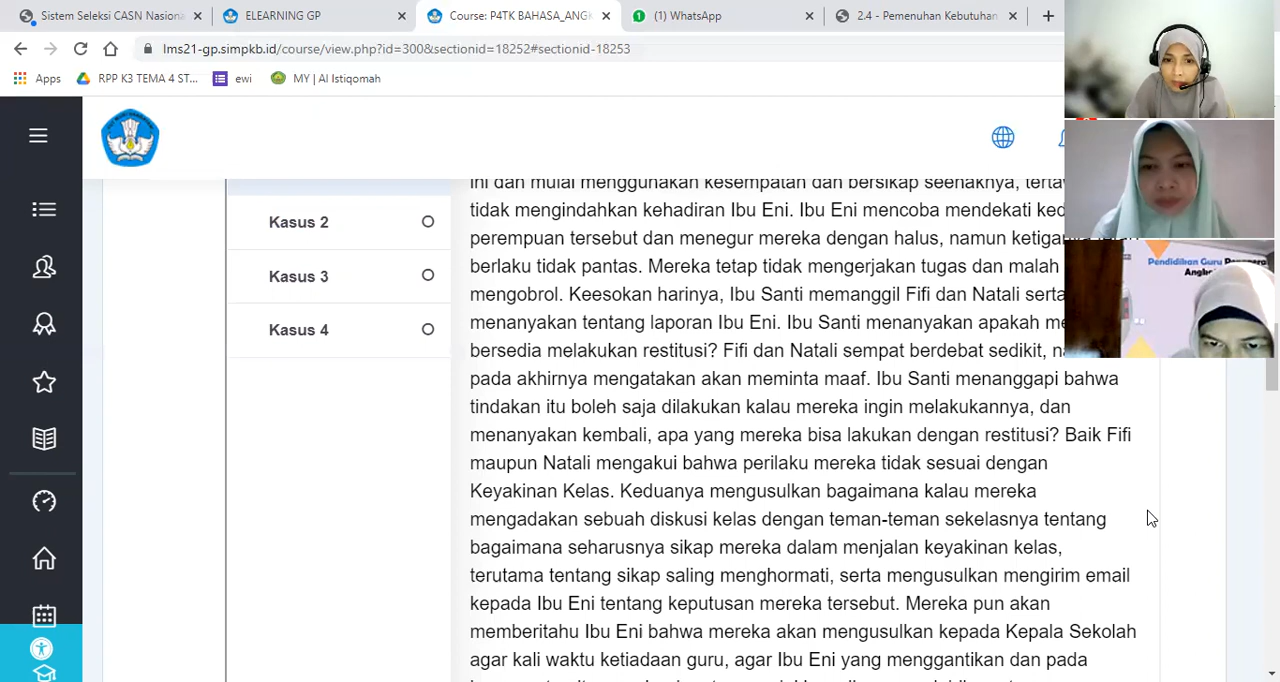 Sistem Seleksi CASN Nasiona
ELEARNING GP
Course: P4TK BAHASA_ANGK
(1) WhatsApp
2.4 - Pemenuhan Kebutuhan
lms21-gp.simpkb.id/course/view.php?id=300&sectionid=18252#sectionid-18253
Apps
RPP K3 TEMA 4 ST...
ewi
MY | Al Istiqomah
Pendidikan Guru
Kasus 2
Kasus 3
Kasus 4
ini dan mulai menggunakan kesempatan dan bersikap seenaknya,
tidak mengindahkan kehadiran Ibu Eni. Ibu Eni mencoba mendekati
perempuan tersebut dan menegur mereka dengan halus, namun
berlaku tidak pantas. Mereka tetap tidak mengerjakan tugas dan malah
mengobrol. Keesokan harinya, Ibu Santi memanggil Fifi dan Natali serta
menanyakan tentang laporan Ibu Eni. Ibu Santi menanyakan apakah
bersedia melakukan restitusi? Fifi dan Natali sempat berdebat sedikit,
pada akhirnya mengatakan akan meminta maaf. Ibu Santi menanggapi bahwa
tindakan itu boleh saja dilakukan kalau mereka ingin melakukannya, dan
menanyakan kembali, apa yang mereka bisa lakukan dengan restitusi? Baik Fifi
maupun Natali mengakui bahwa perilaku mereka tidak sesuai dengan
Keyakinan Kelas. Keduanya mengusulkan bagaimana kalau mereka
mengadakan sebuah diskusi kelas dengan teman-teman sekelasnya tentang
bagaimana seharusnya sikap mereka dalam menjalan keyakinan kelas,
terutama tentang sikap saling menghormati, serta mengusulkan mengirim email
kepada Ibu Eni tentang keputusan mereka tersebut. Mereka pun akan
memberitahu Ibu Eni bahwa mereka akan mengusulkan kepada Kepala Sekolah
agar kali waktu ketiadaan guru, agar Ibu Eni yang menggantikan dan pada